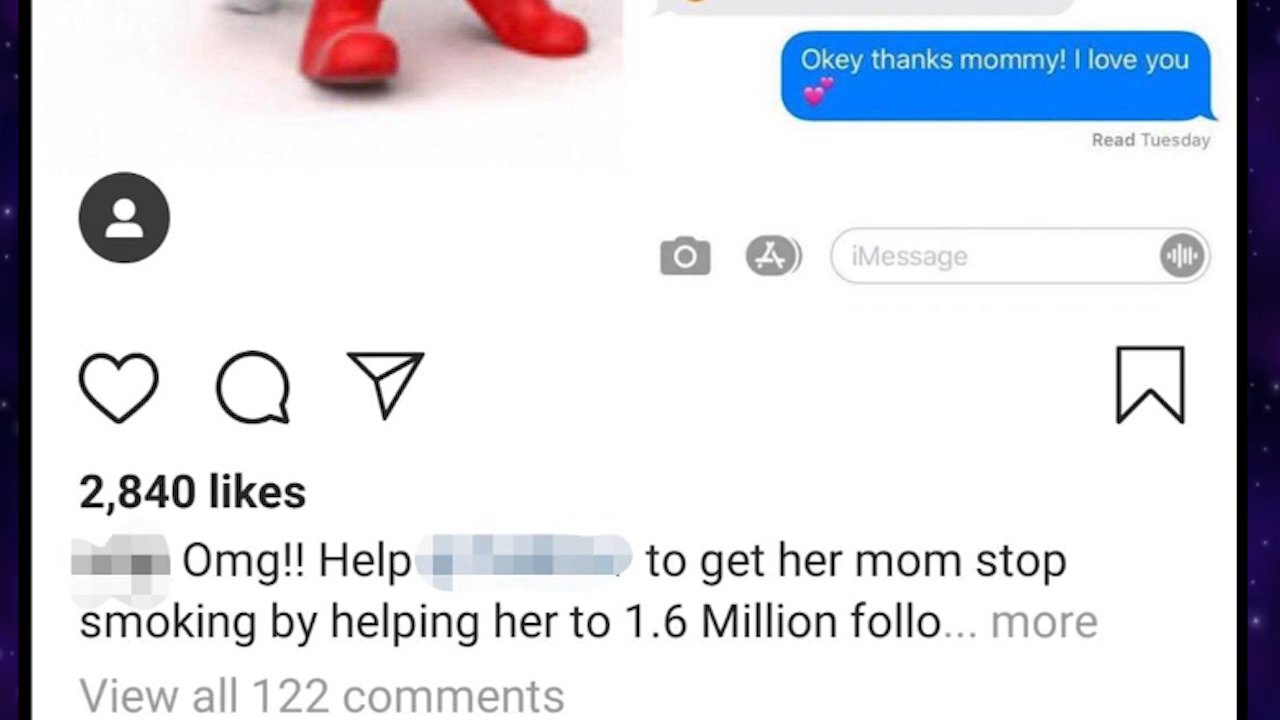 Okey thanks mommy! I love you
💕
Read Tuesday
iMessage
2,840 likes
Omg!! Help to get her mom stop
smoking by helping her to 1.6 Million follo... more
View all 122 comments